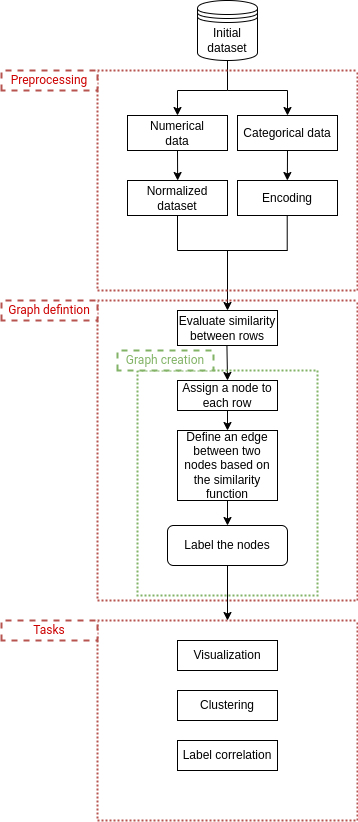 Initial
dataset
Preprocessing
Numerical
data
Categorical data
Normalized
dataset
Encoding
Graph defintion
Evaluate similarity
between rows
Graph creation
Assign a node to
each row
Define an edge
between two
nodes based on
the similarity
function
Label the nodes
Tasks
Visualization
Clustering
Label correlation